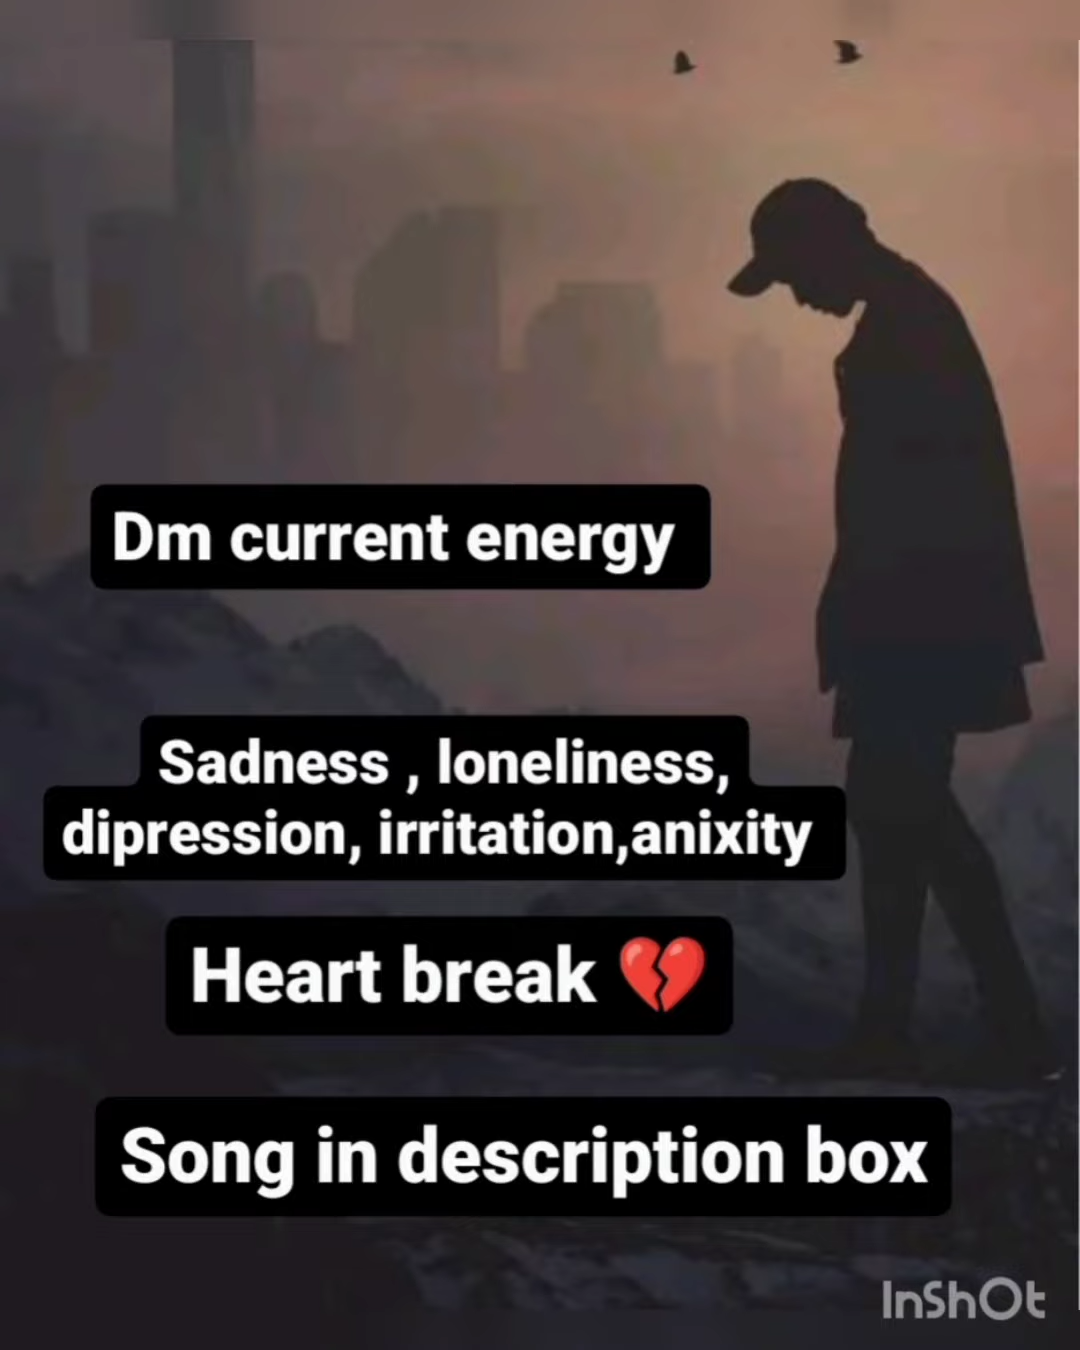 Dm current energy
Sadness , loneliness,
dipression, irritation,anixity
Heart break 💔
Song in description box
InShOt